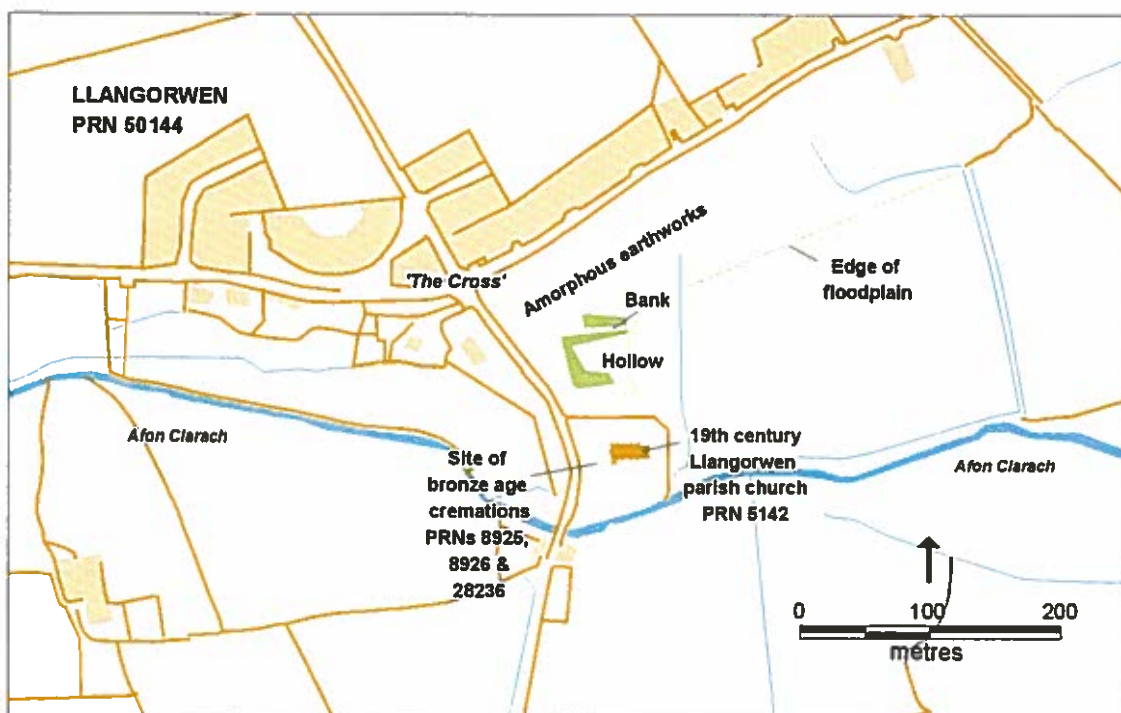 LLANGORWEN
PRN 50144
'The Cross'
Amorphous earthworks
Bank
Hollow
Edge of
floodplain
Afon Clarach
Site of
bronze age
cremations
PRNs 8925,
8926 &
28236
19th century
Llangorwen
parish church
PRN 5142
Afon Clarach
0 100 200
metres